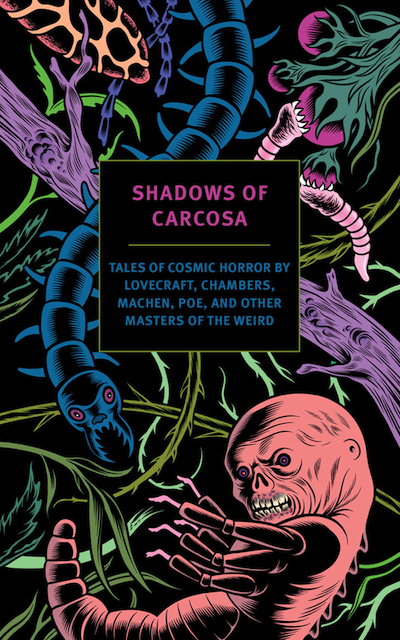 SHADOWS OF
CARCOSA
TALES OF COSMIC HORROR BY
LOVECRAFT, CHAMBERS,
MACHEN, POE, AND OTHER
MASTERS OF THE WEIRD